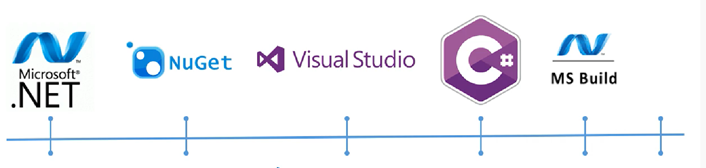 Microsoft®
.NET
NuGet
Visual Studio
C#
MS Build